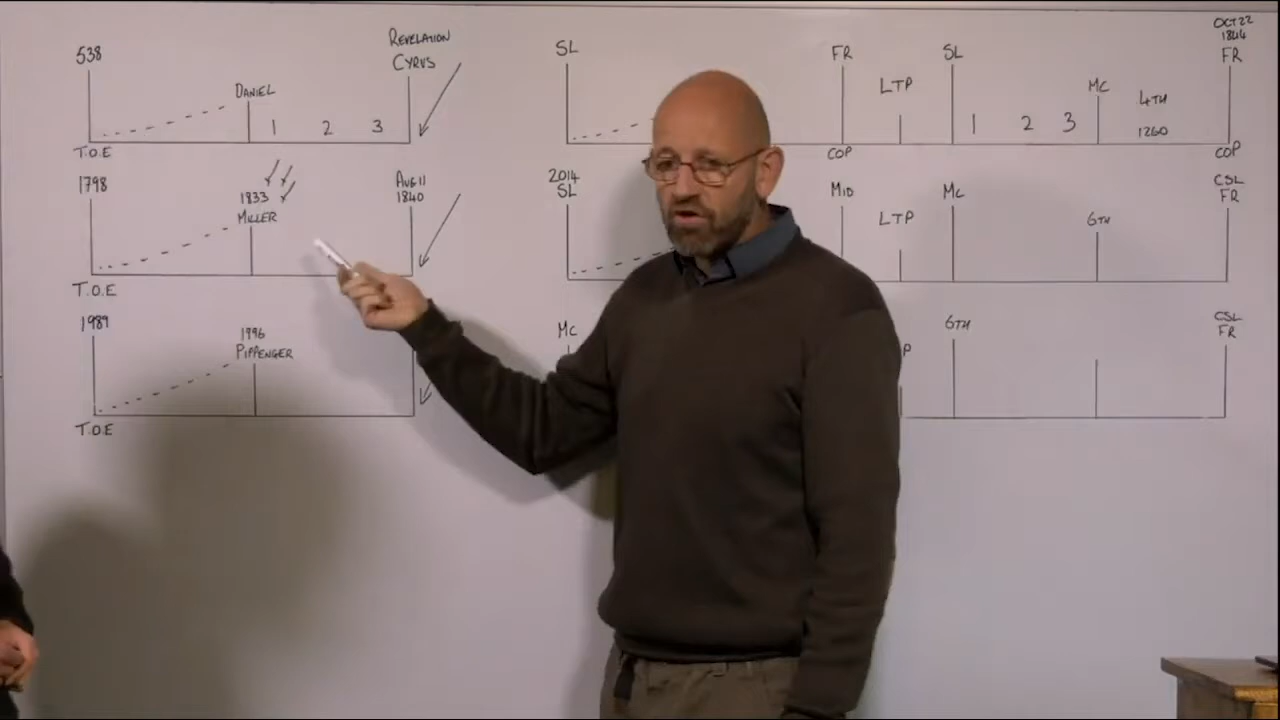 538
DANIEL
REVELATION
CYRUS
1 2 3
T.O.E
1798
1833
MILLER
AUG 11
1840
T.O.E
1989
1996
PIPPENGER
T.O.E
SL
FR
LTP
SL
MC
4TH
1260
OCT 22
1844
FR
1 2 3
COP
COP
2014
SL
MID
LTP
MC
6TH
CSL
FR
MC
P
6TH
CSL
FR